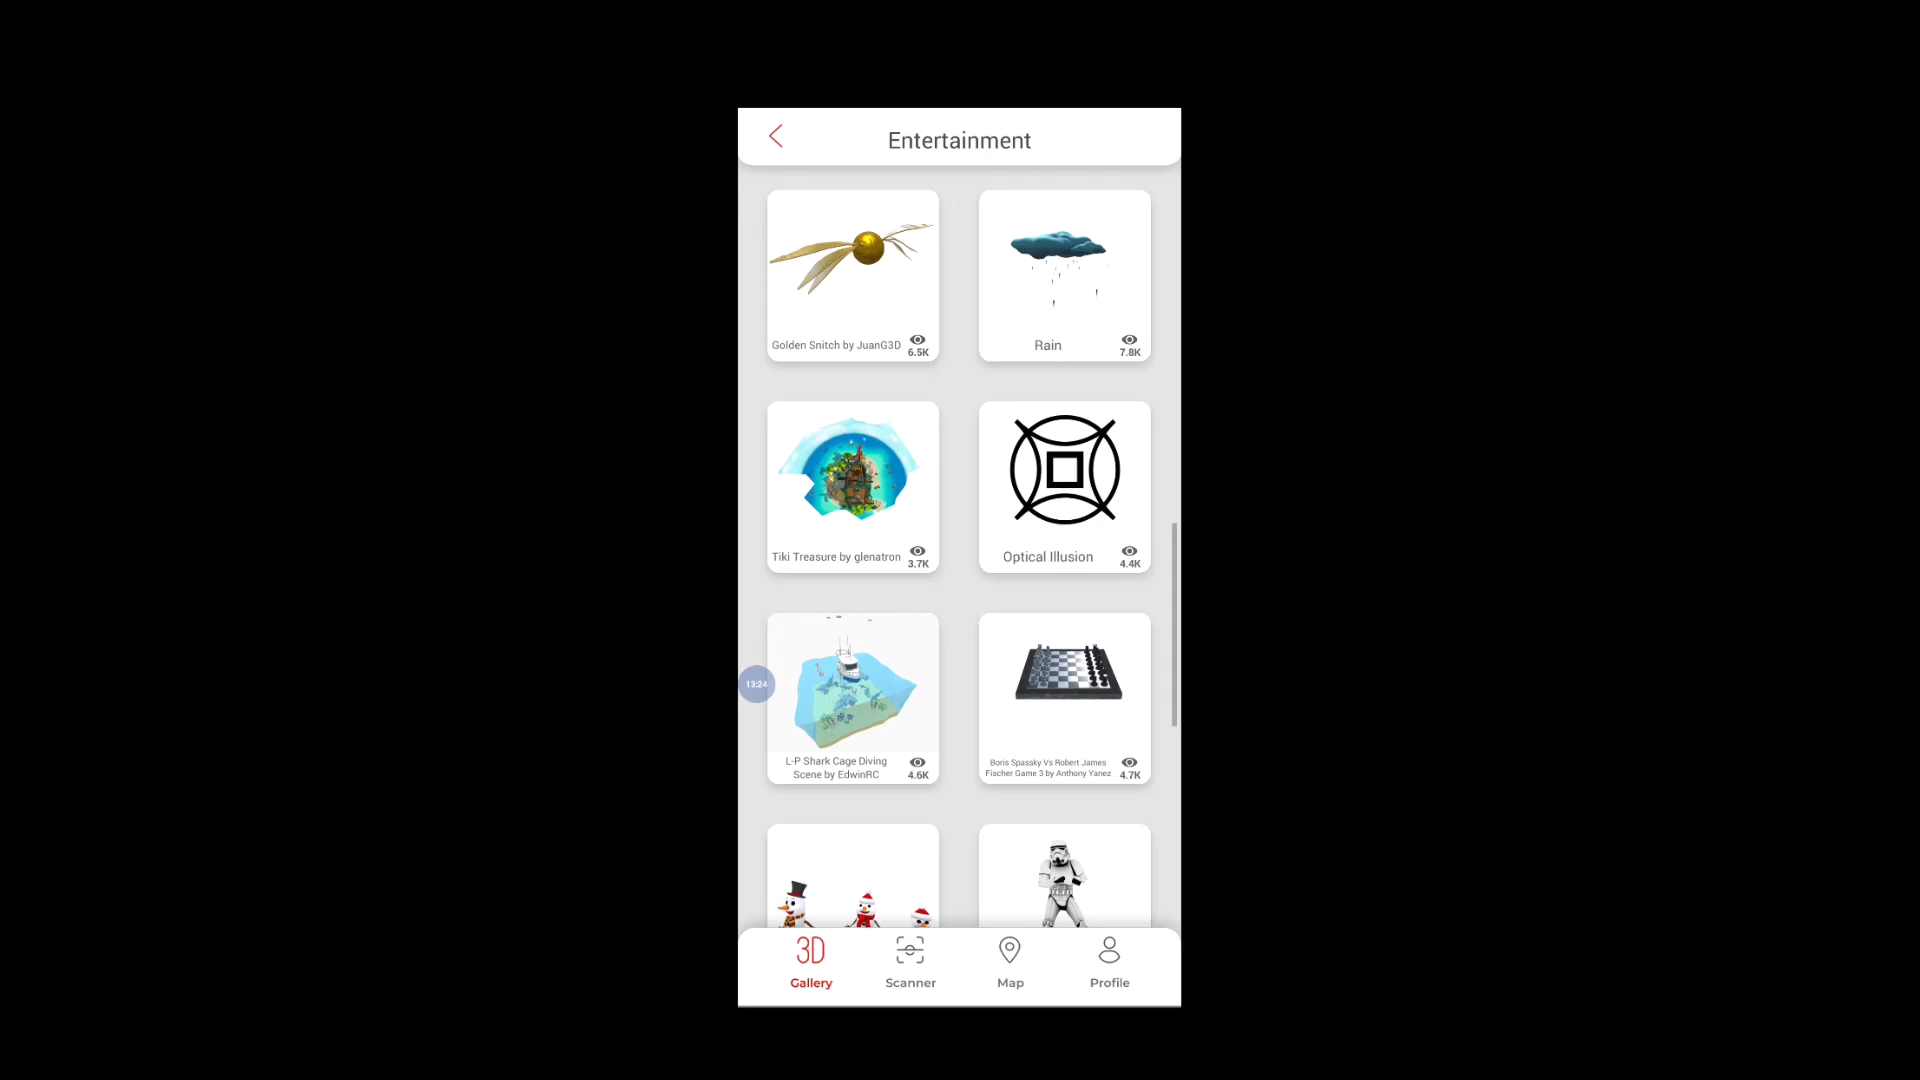 Entertainment
Golden Snitch by JuanG3D
6.5K
Rain
7.8K
Tiki Treasure by glenatron
3.7K
Optical Illusion
4.4K
13:24
L-P Shark Cage Diving
Scene by EdwinRC
4.6K
Boris Spassky Vs Robert James
Fischer Game 3 by Anthony Yanez
4.7K
3D
Gallery
Scanner
Map
Profile